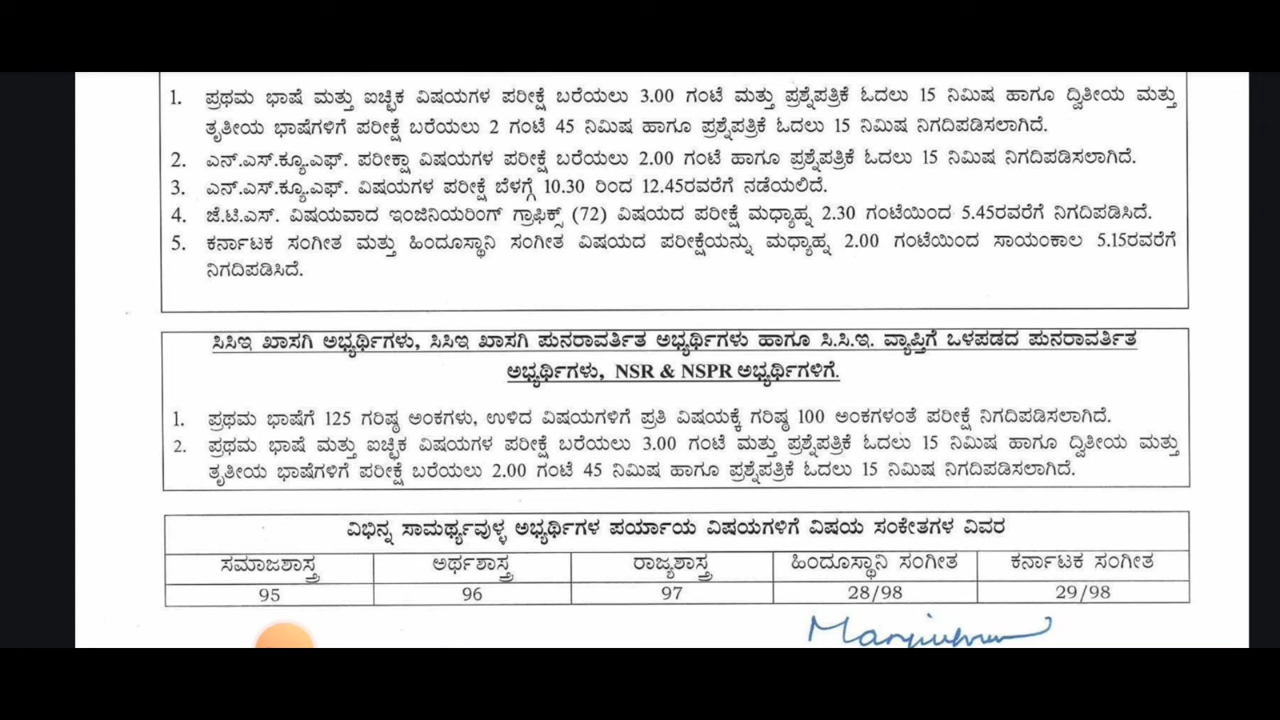 1. ಪ್ರಥಮ ಭಾಷೆ ಮತ್ತು ಐಚ್ಛಿಕ ವಿಷಯಗಳ ಪರೀಕ್ಷೆ ಬರೆಯಲು 3.00 ಗಂಟೆ ಮತ್ತು ಪ್ರಶ್ನೆಪತ್ರಿಕೆ ಓದಲು 15 ನಿಮಿಷ ಹಾಗೂ ದ್ವಿತೀಯ ಮತ್ತು
ತೃತೀಯ ಭಾಷೆಗಳಿಗೆ ಪರೀಕ್ಷೆ ಬರೆಯಲು 2 ಗಂಟೆ 45 ನಿಮಿಷ ಹಾಗೂ ಪ್ರಶ್ನೆಪತ್ರಿಕೆ ಓದಲು 15 ನಿಮಿಷ ನಿಗದಿಪಡಿಸಲಾಗಿದೆ.
2. ಎನ್.ಎಸ್.ಕ್ಯೂ.ಎಫ್. ಪರೀಕ್ಷಾ ವಿಷಯಗಳ ಪರೀಕ್ಷೆ ಬರೆಯಲು 2.00 ಗಂಟೆ ಹಾಗೂ ಪ್ರಶ್ನೆಪತ್ರಿಕೆ ಓದಲು 15 ನಿಮಿಷ ನಿಗದಿಪಡಿಸಲಾಗಿದೆ.
3. ಎನ್.ಎಸ್.ಕ್ಯೂ.ಎಫ್. ವಿಷಯಗಳ ಪರೀಕ್ಷೆ ಬೆಳಗ್ಗೆ 10.30 ರಿಂದ 12.45ರವರೆಗೆ ನಡೆಯಲಿದೆ.
4. ಜೆ.ಟಿ.ಎಸ್. ವಿಷಯವಾದ ಇಂಜಿನಿಯರಿಂಗ್ ಗ್ರಾಫಿಕ್ಸ್ (72) ವಿಷಯದ ಪರೀಕ್ಷೆ ಮಧ್ಯಾಹ್ನ 2.30 ಗಂಟೆಯಿಂದ 5.45ರವರೆಗೆ ನಿಗದಿಪಡಿಸಿದೆ.
5. ಕರ್ನಾಟಕ ಸಂಗೀತ ಮತ್ತು ಹಿಂದೂಸ್ಥಾನಿ ಸಂಗೀತ ವಿಷಯದ ಪರೀಕ್ಷೆಯನ್ನು ಮಧ್ಯಾಹ್ನ 2.00 ಗಂಟೆಯಿಂದ ಸಾಯಂಕಾಲ 5.15ರವರೆಗೆ
ನಿಗದಿಪಡಿಸಿದೆ.
ಸಿಸಿಇ ಖಾಸಗಿ ಅಭ್ಯರ್ಥಿಗಳು, ಸಿಸಿಇ ಖಾಸಗಿ ಪುನರಾವರ್ತಿತ ಅಭ್ಯರ್ಥಿಗಳು ಹಾಗೂ ಸಿ.ಸಿ.ಇ. ವ್ಯಾಪ್ತಿಗೆ ಒಳಪಡದ ಪುನರಾವರ್ತಿತ
ಅಭ್ಯರ್ಥಿಗಳು, NSR & NSPR ಅಭ್ಯರ್ಥಿಗಳಿಗೆ.
1. ಪ್ರಥಮ ಭಾಷೆಗೆ 125 ಗರಿಷ್ಠ ಅಂಕಗಳು, ಉಳಿದ ವಿಷಯಗಳಿಗೆ ಪ್ರತಿ ವಿಷಯಕ್ಕೆ ಗರಿಷ್ಠ 100 ಅಂಕಗಳಂತೆ ಪರೀಕ್ಷೆ ನಿಗದಿಪಡಿಸಲಾಗಿದೆ.
2. ಪ್ರಥಮ ಭಾಷೆ ಮತ್ತು ಐಚ್ಛಿಕ ವಿಷಯಗಳ ಪರೀಕ್ಷೆ ಬರೆಯಲು 3.00 ಗಂಟೆ ಮತ್ತು ಪ್ರಶ್ನೆಪತ್ರಿಕೆ ಓದಲು 15 ನಿಮಿಷ ಹಾಗೂ ದ್ವಿತೀಯ ಮತ್ತು
ತೃತೀಯ ಭಾಷೆಗಳಿಗೆ ಪರೀಕ್ಷೆ ಬರೆಯಲು 2.00 ಗಂಟೆ 45 ನಿಮಿಷ ಹಾಗೂ ಪ್ರಶ್ನೆಪತ್ರಿಕೆ ಓದಲು 15 ನಿಮಿಷ ನಿಗದಿಪಡಿಸಲಾಗಿದೆ.
ವಿಭಿನ್ನ ಸಾಮರ್ಥ್ಯವುಳ್ಳ ಅಭ್ಯರ್ಥಿಗಳ ಪರ್ಯಾಯ ವಿಷಯಗಳಿಗೆ ವಿಷಯ ಸಂಕೇತಗಳ ವಿವರ
ಸಮಾಜಶಾಸ್ತ್ರ ಅರ್ಥಶಾಸ್ತ್ರ ರಾಜ್ಯಶಾಸ್ತ್ರ ಹಿಂದೂಸ್ಥಾನಿ ಸಂಗೀತ ಕರ್ನಾಟಕ ಸಂಗೀತ
95 96 97 28/98 29/98